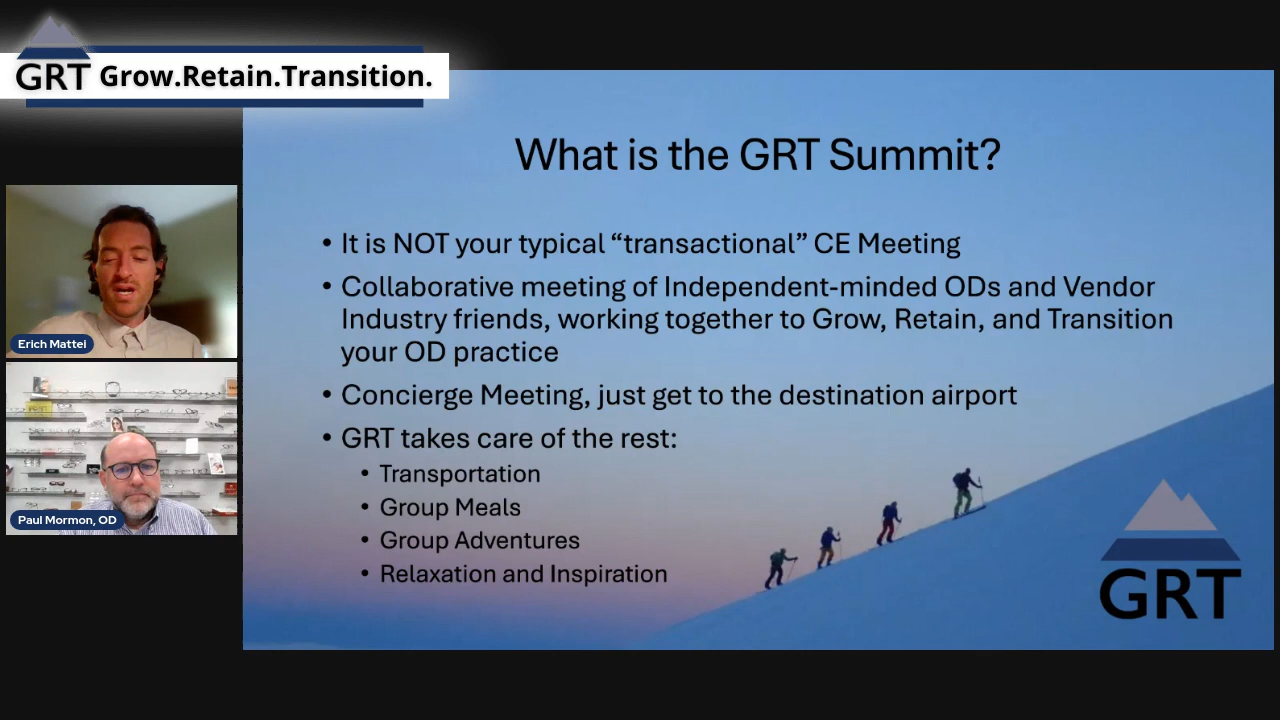 GRT Grow.Retain.Transition.
What is the GRT Summit?
• It is NOT your typical “transactional” CE Meeting
• Collaborative meeting of Independent-minded ODs and Vendor
Industry friends, working together to Grow, Retain, and Transition
your OD practice
• Concierge Meeting, just get to the destination airport
• GRT takes care of the rest:
• Transportation
• Group Meals
• Group Adventures
• Relaxation and Inspiration
GRT
Erich Mattei
Paul Mormon, OD